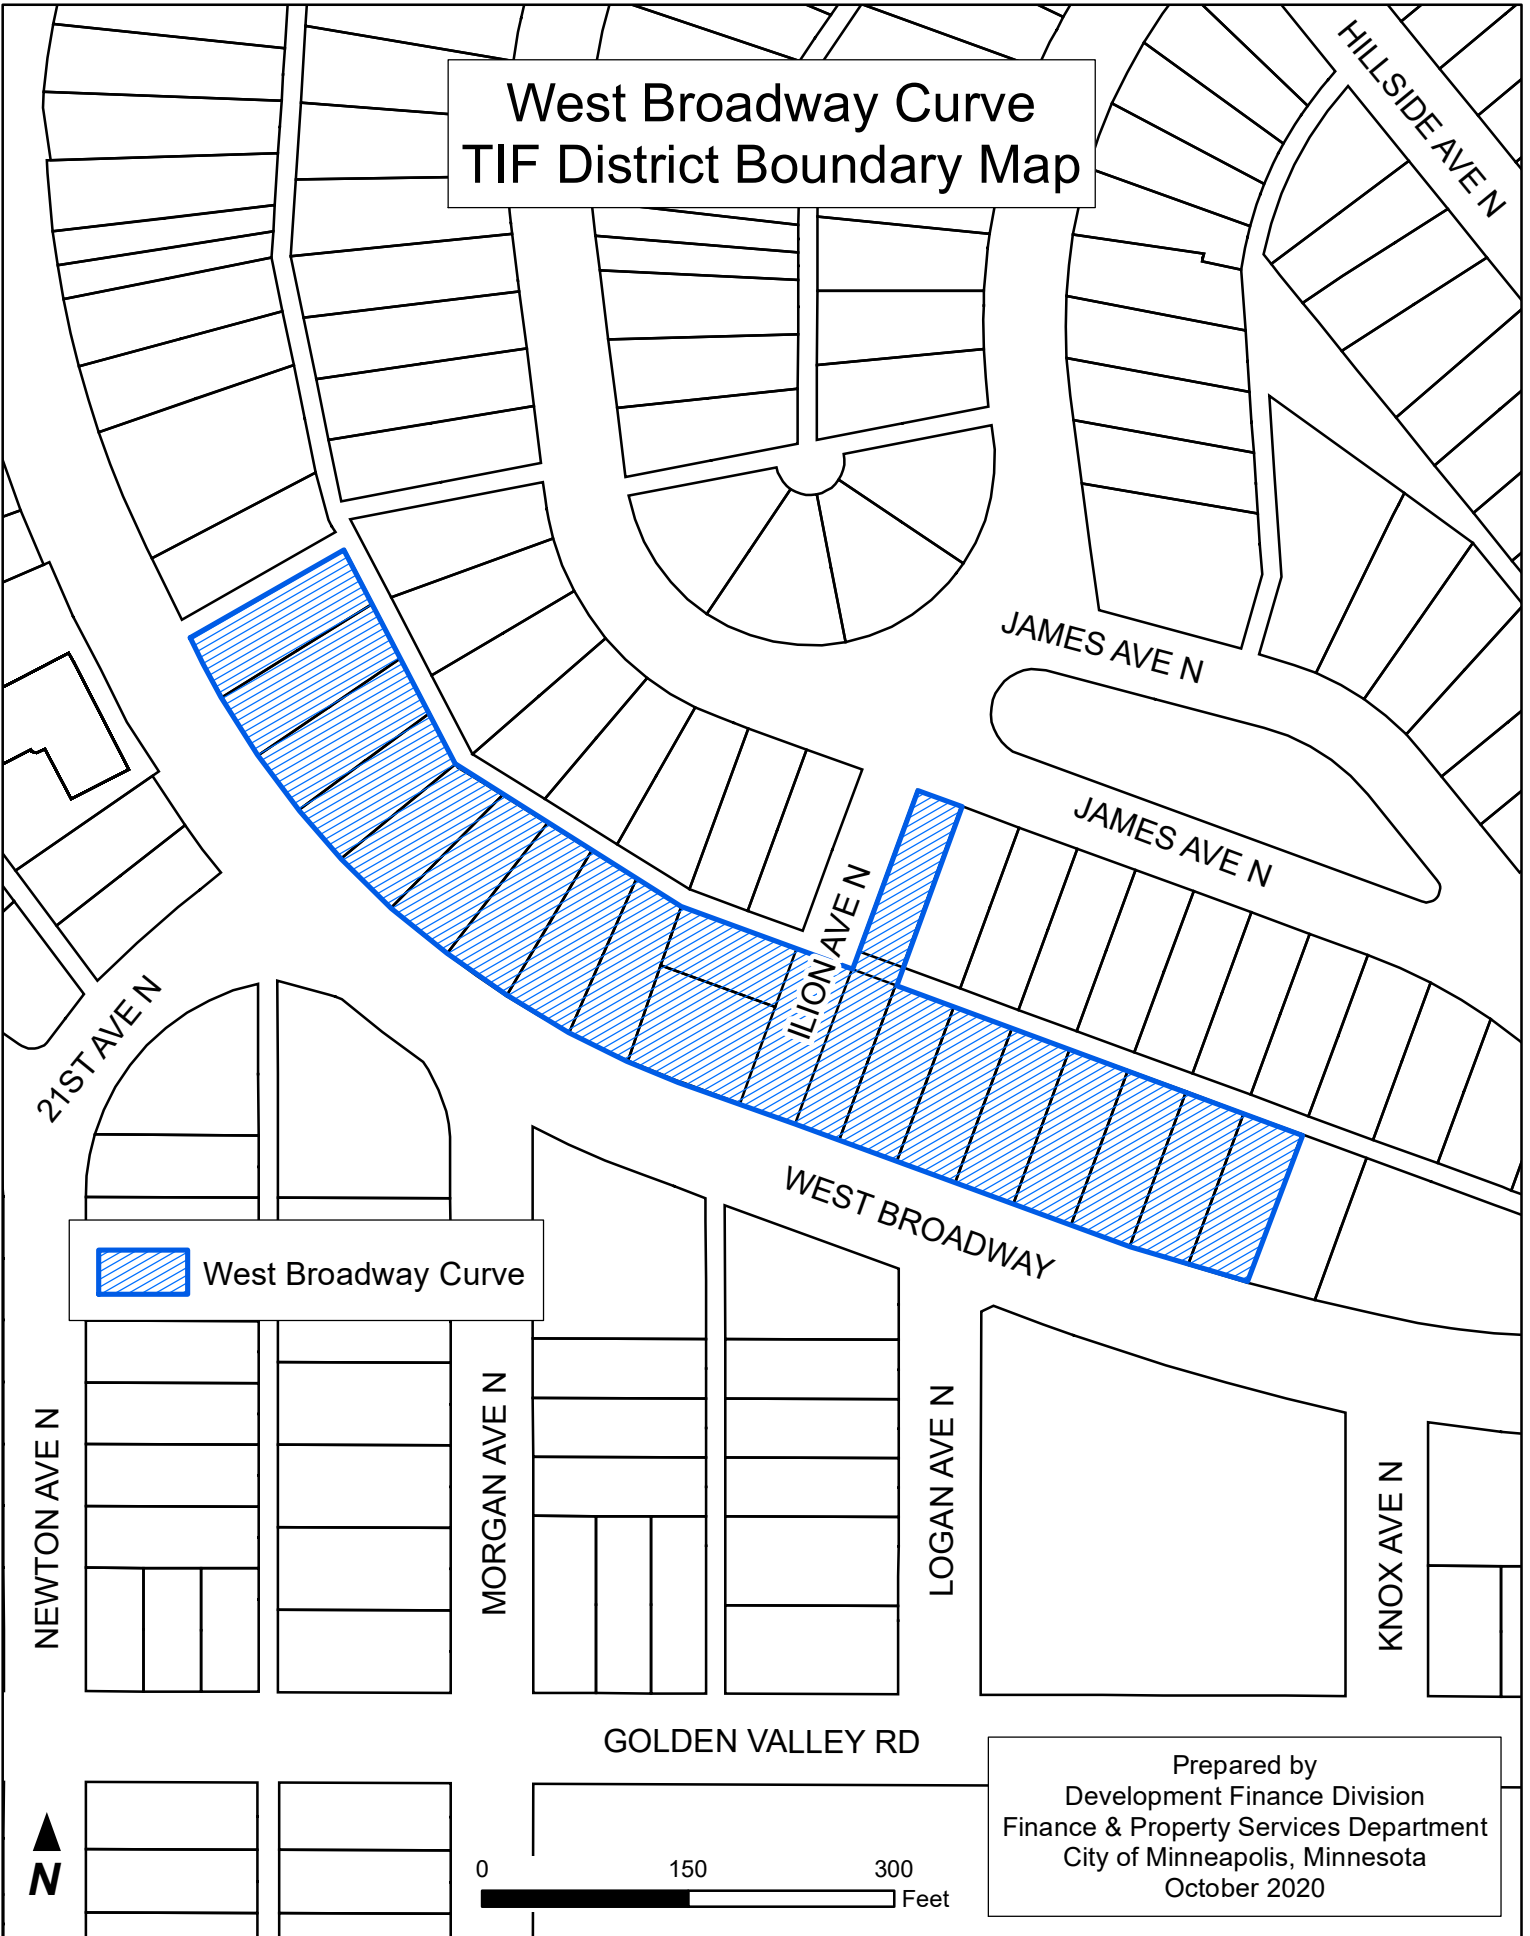 West Broadway Curve
TIF District Boundary Map
HILLSIDE AVE N
JAMES AVE N
JAMES AVE N
ILION AVE N
21ST AVE N
WEST BROADWAY
West Broadway Curve
NEWTON AVE N
MORGAN AVE N
LOGAN AVE N
KNOX AVE N
GOLDEN VALLEY RD
N
0 150 300
Feet
Prepared by
Development Finance Division
Finance & Property Services Department
City of Minneapolis, Minnesota
October 2020